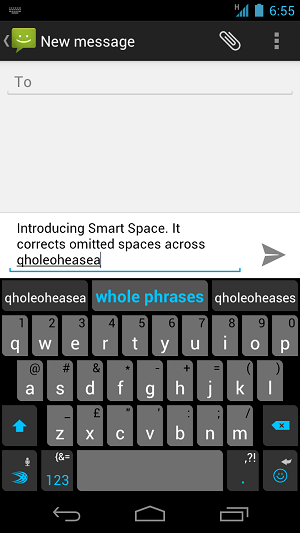 H 6:55
New message
To
Introducing Smart Space. It
corrects omitted spaces across
qholeoheasea
qholeoheasea whole phrases qholeoheases
1 2 3 4 5 6 7 8 9 0
q w e r t y u i o p
@ # & * - + = ( )
a s d f g h j k l
_ £ " ' : ; /
z x c v b n m
{&= ,?!
123 .